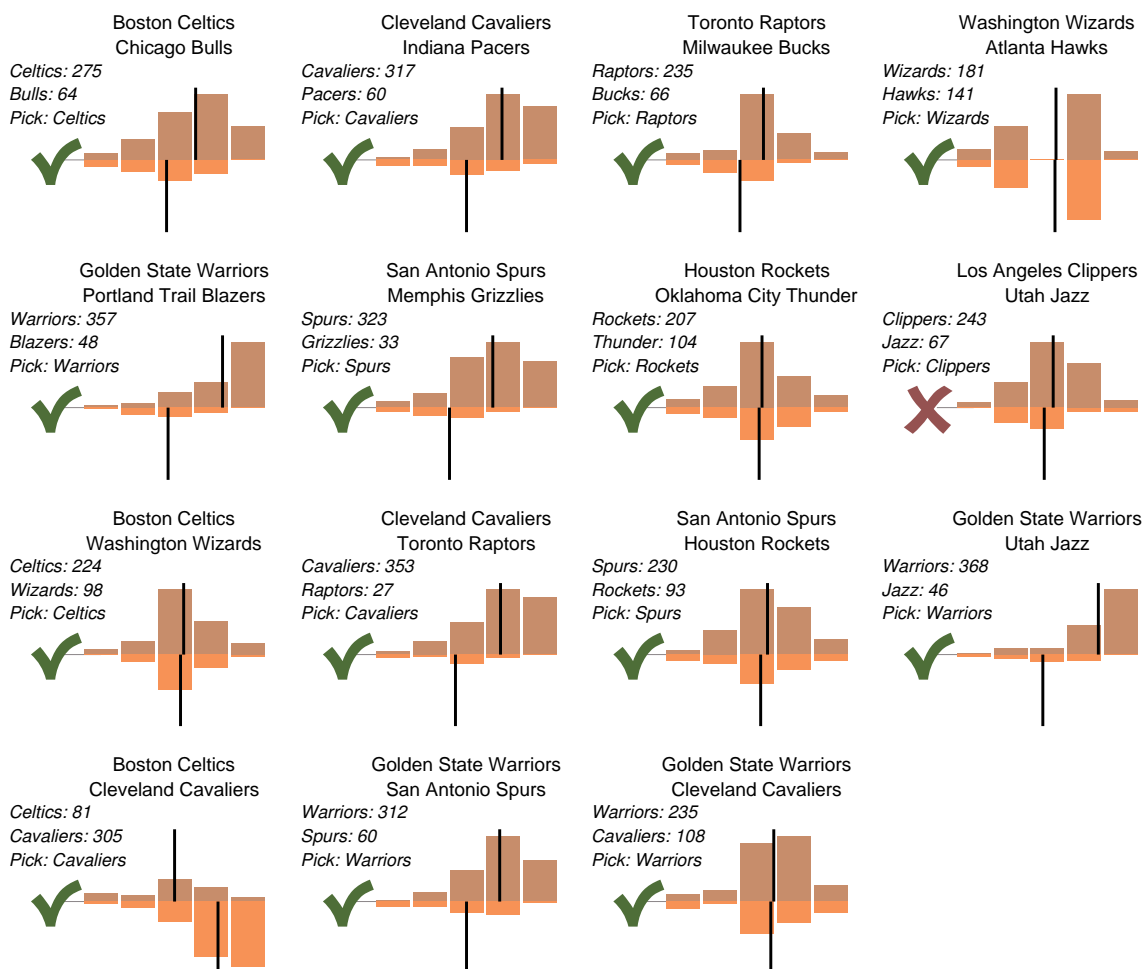 Boston Celtics
Chicago Bulls
Celtics: 275
Bulls: 64
Pick: Celtics
Cleveland Cavaliers
Indiana Pacers
Cavaliers: 317
Pacers: 60
Pick: Cavaliers
Toronto Raptors
Milwaukee Bucks
Raptors: 235
Bucks: 66
Pick: Raptors
Washington Wizards
Atlanta Hawks
Wizards: 181
Hawks: 141
Pick: Wizards
Golden State Warriors
Portland Trail Blazers
Warriors: 357
Blazers: 48
Pick: Warriors
San Antonio Spurs
Memphis Grizzlies
Spurs: 323
Grizzlies: 33
Pick: Spurs
Houston Rockets
Oklahoma City Thunder
Rockets: 207
Thunder: 104
Pick: Rockets
Los Angeles Clippers
Utah Jazz
Clippers: 243
Jazz: 67
Pick: Clippers
Boston Celtics
Washington Wizards
Celtics: 224
Wizards: 98
Pick: Celtics
Cleveland Cavaliers
Toronto Raptors
Cavaliers: 353
Raptors: 27
Pick: Cavaliers
San Antonio Spurs
Houston Rockets
Spurs: 230
Rockets: 93
Pick: Spurs
Golden State Warriors
Utah Jazz
Warriors: 368
Jazz: 46
Pick: Warriors
Boston Celtics
Cleveland Cavaliers
Celtics: 81
Cavaliers: 305
Pick: Cavaliers
Golden State Warriors
San Antonio Spurs
Warriors: 312
Spurs: 60
Pick: Warriors
Golden State Warriors
Cleveland Cavaliers
Warriors: 235
Cavaliers: 108
Pick: Warriors